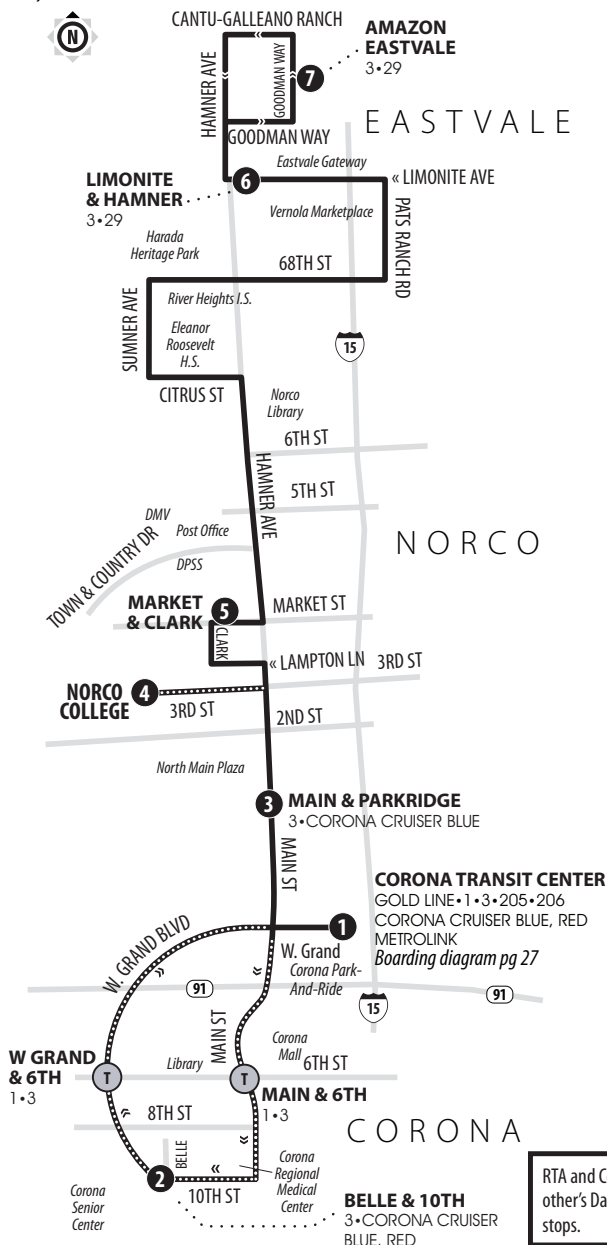 N
CANTU-GALLEANO RANCH
AMAZON
EASTVALE
3•29
HAMNER AVE
GOODMAN WAY
7
EASTVALE
GOODMAN WAY
Eastvale Gateway
LIMONITE
& HAMNER
3•29
6
« LIMONITE AVE
Vernola Marketplace
PATS RANCH RD
Harada
Heritage Park
68TH ST
SUMNER AVE
River Heights I.S.
Eleanor
Roosevelt
H.S.
15
CITRUS ST
Norco
Library
6TH ST
HAMNER AVE
5TH ST
DMV
Post Office
NORCO
TOWN & COUNTRY DR
DPSS
MARKET
& CLARK
5
MARKET ST
CLARK
« LAMPTON LN
3RD ST
NORCO
COLLEGE
4
3RD ST
2ND ST
North Main Plaza
3
MAIN & PARKRIDGE
3•CORONA CRUISER BLUE
MAIN ST
CORONA TRANSIT CENTER
GOLD LINE•1•3•205•206
CORONA CRUISER BLUE, RED
METROLINK
Boarding diagram pg 27
1
W. GRAND BLVD
W. Grand
Corona Park-
And-Ride
91
91
15
MAIN ST
Corona
Mall
W GRAND
& 6TH
1•3
T
Library
T
6TH ST
MAIN & 6TH
1•3
8TH ST
CORONA
BELLE
2
10TH ST
Corona
Regional
Medical
Center
Corona
Senior
Center
BELLE & 10TH
3•CORONA CRUISER
BLUE, RED
RTA and C
other's Da
stops.